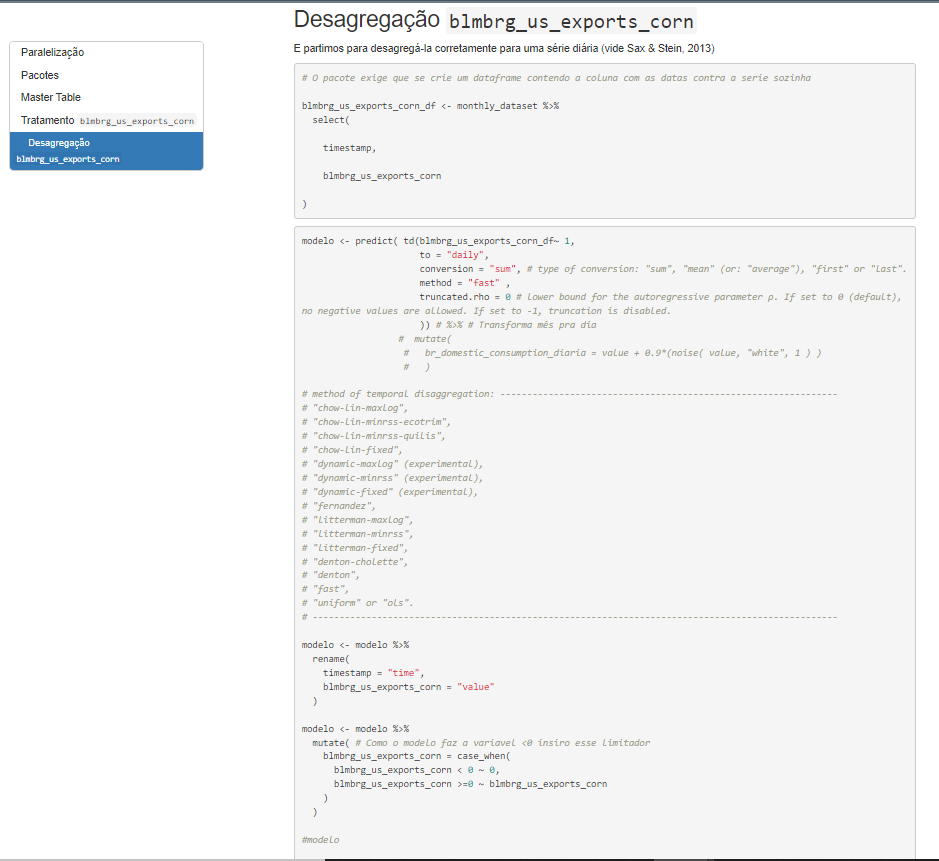 Paralelização
Pacotes
Master Table
Tratamento blmbrg_us_exports_corn
Desagregação
blmbrg_us_exports_corn
Desagregação blmbrg_us_exports_corn
E partimos para desagregá-la corretamente para uma série diária (vide Sax & Stein, 2013)
# O pacote exige que se crie um dataframe contendo a coluna com as datas contra a serie sozinha
blmbrg_us_exports_corn_df <- monthly_dataset %>%
  select(
    timestamp,
    blmbrg_us_exports_corn
)
modelo <- predict( td(blmbrg_us_exports_corn_df~ 1,
                      to = "daily",
                      conversion = "sum", # type of conversion: "sum", "mean" (or: "average"), "first" or "last".
                      method = "fast" ,
                      truncated.rho = 0 # lower bound for the autoregressive parameter ρ. If set to 0 (default),
no negative values are allowed. If set to -1, truncation is disabled.
                      )) # %>% # Transforma mês pra dia
                  #  mutate(
                   #   br_domestic_consumption_diaria = value + 0.9*(noise( value, "white", 1 ) )
                   #   )
# method of temporal disaggregation: ---------------------------------------------------------------
# "chow-lin-maxlog",
# "chow-lin-minrss-ecotrim",
# "chow-lin-minrss-quilis",
# "chow-lin-fixed",
# "dynamic-maxlog" (experimental),
# "dynamic-minrss" (experimental),
# "dynamic-fixed" (experimental),
# "fernandez",
# "litterman-maxlog",
# "litterman-minrss",
# "litterman-fixed",
# "denton-cholette",
# "denton",
# "fast",
# "uniform" or "ols".
# --------------------------------------------------------------------------------------------------
modelo <- modelo %>%
  rename(
    timestamp = "time",
    blmbrg_us_exports_corn = "value"
  )
modelo <- modelo %>%
  mutate( # Como o modelo faz a variavel <0 insiro esse limitador
    blmbrg_us_exports_corn = case_when(
      blmbrg_us_exports_corn < 0 ~ 0,
      blmbrg_us_exports_corn >=0 ~ blmbrg_us_exports_corn
    )
  )
#modelo